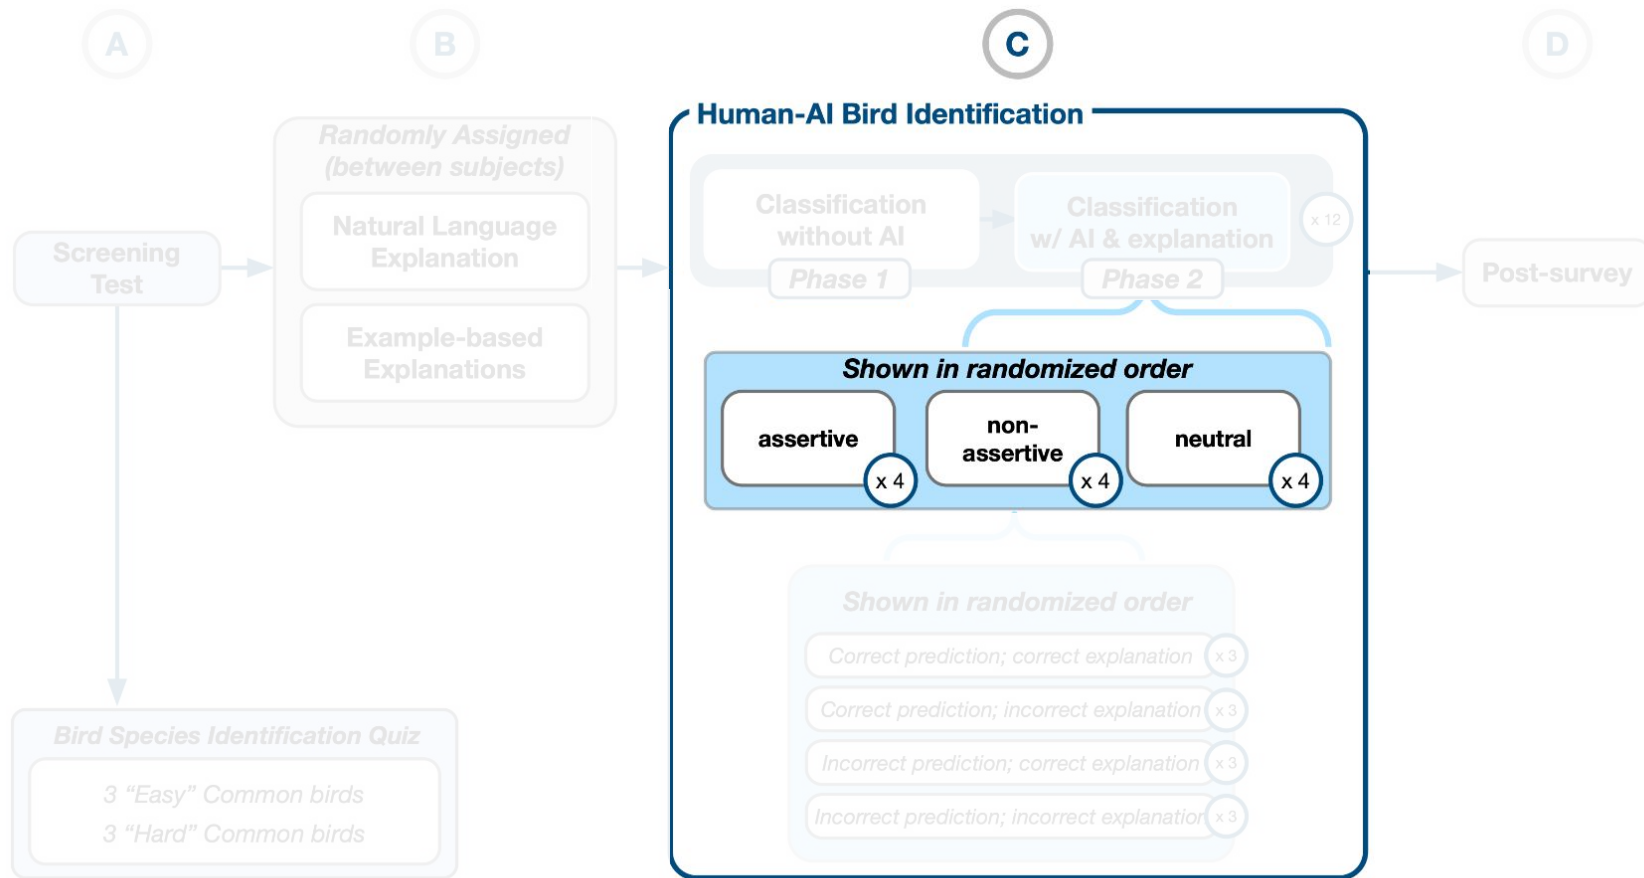 A
B
C
D
Human-AI Bird Identification
Randomly Assigned
(between subjects)
Natural Language
Explanation
Example-based
Explanations
Screening
Test
Classification
without AI
Phase 1
Classification
w/ AI & explanation
Phase 2
x 12
Post-survey
Shown in randomized order
assertive
x 4
non-
assertive
x 4
neutral
x 4
Shown in randomized order
Correct prediction; correct explanation
x 3
Correct prediction; incorrect explanation
x 3
Incorrect prediction; correct explanation
x 3
Incorrect prediction; incorrect explanation
x 3
Bird Species Identification Quiz
3 “Easy” Common birds
3 “Hard” Common birds